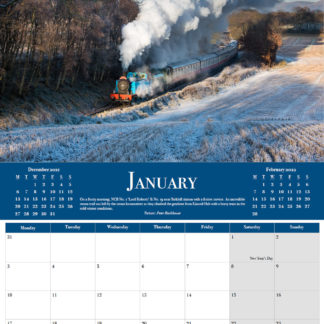 December 2021
M T W T F S S
1 2 3 4 5
6 7 8 9 10 11 12
13 14 15 16 17 18 19
20 21 22 23 24 25 26
27 28 29 30 31
JANUARY
February 2022
M T W T F S S
1 2 3 4 5 6
7 8 9 10 11 12 13
14 15 16 17 18 19 20
21 22 23 24 25 26 27
28
On a frosty morning,
Monday Tuesday Wednesday Thursday Friday Saturday Sunday
31 1 2
New Year's Day
3 4 5 6 7 8 9
10 11 12 13 14 15 16